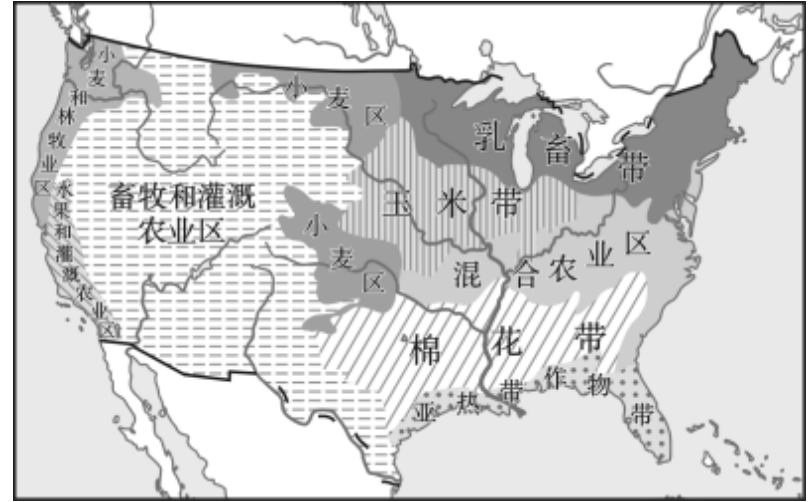 小麦和林牧业区
小麦区
乳畜带
水果和灌溉农业区
畜牧和灌溉
农业区
玉米带
小麦区
混合农业区
棉花带
亚热带作物带